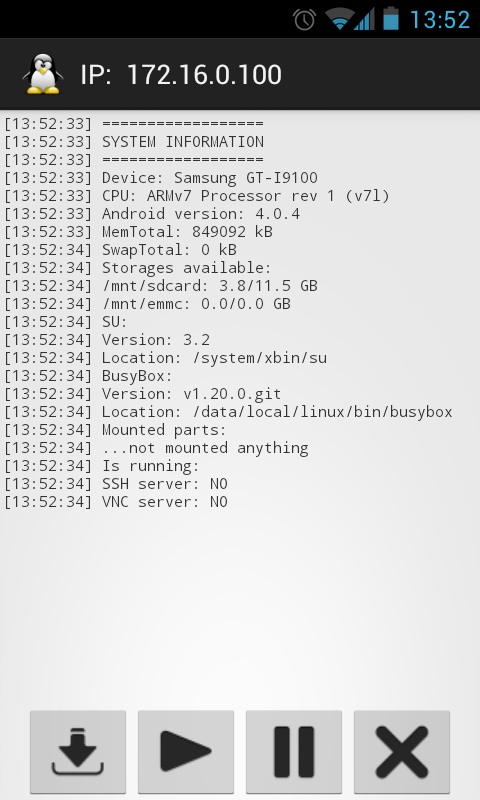 13:52
IP: 172.16.0.100
[13:52:33] ==================
[13:52:33] SYSTEM INFORMATION
[13:52:33] ==================
[13:52:33] Device: Samsung GT-I9100
[13:52:33] CPU: ARMv7 Processor rev 1 (v7l)
[13:52:33] Android version: 4.0.4
[13:52:33] MemTotal: 849092 kB
[13:52:34] SwapTotal: 0 kB
[13:52:34] Storages available:
[13:52:34] /mnt/sdcard: 3.8/11.5 GB
[13:52:34] /mnt/emmc: 0.0/0.0 GB
[13:52:34] SU:
[13:52:34] Version: 3.2
[13:52:34] Location: /system/xbin/su
[13:52:34] BusyBox:
[13:52:34] Version: v1.20.0.git
[13:52:34] Location: /data/local/linux/bin/busybox
[13:52:34] Mounted parts:
[13:52:34] ...not mounted anything
[13:52:34] Is running:
[13:52:34] SSH server: NO
[13:52:34] VNC server: NO